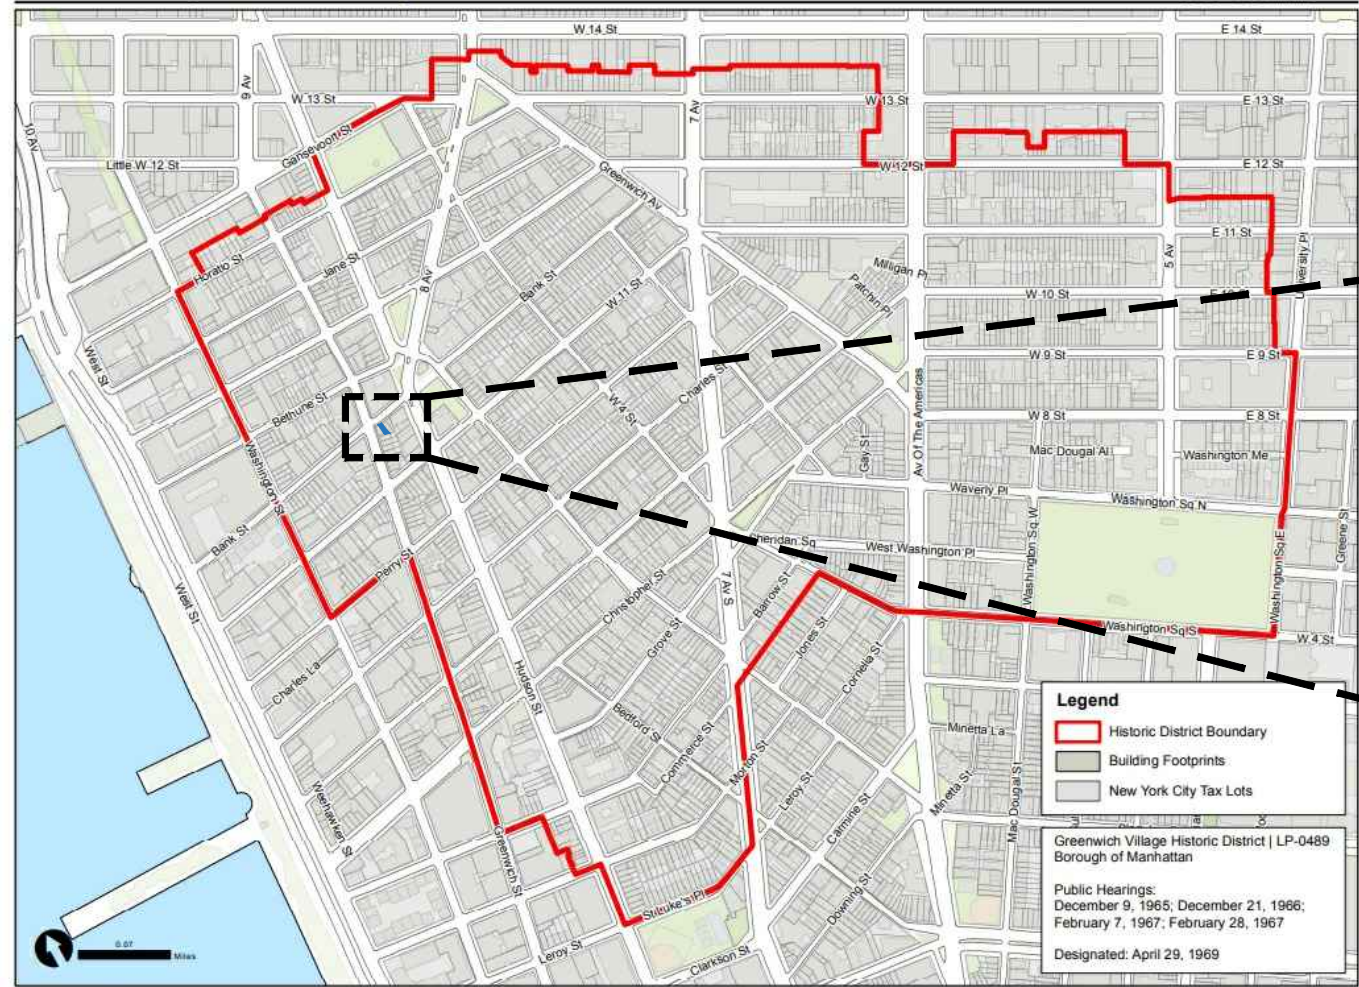 W 14 St
E 14 St
9 Av
W 13 St
7 Av
W 13 St
E 13 St
10 Av
Gansevoort St
Little W 12 St
W 12 St
E 12 St
Greenwich Av
E 11 St
5 Av
University Pl
Horatio St
Jane St
8 Av
Bank St
W 11 St
Milligan Pl
Patchin Pl
W 10 St
West St
W 9 St
E 9 St
Charles St
Bethune St
W 4 St
Av Of The Americas
W 8 St
E 8 St
Gay St
Mac Dougal Al
Washington Me
Washington St
Waverly Pl
Washington Sq N
Bank St
Perry St
Sheridan Sq
West Washington Pl
Washington Sq W
Washington Sq E
Greene St
West St
Christopher St
7 Av S
Barrow St
Grove St
Jones St
Cornelia St
Washington Sq S
W 4 St
Charles La
Hudson St
Bedford St
Commerce St
Morton St
Minetta La
Leroy St
Minetta St
Mac Dougal St
Weehawken St
Carmine St
Greenwich St
St Luke's Pl
Downing St
Leroy St
Clarkson St
0.07
Miles
Legend
Historic District Boundary
Building Footprints
New York City Tax Lots
Greenwich Village Historic District | LP-0489
Borough of Manhattan
Public Hearings:
December 9, 1965; December 21, 1966;
February 7, 1967; February 28, 1967
Designated: April 29, 1969